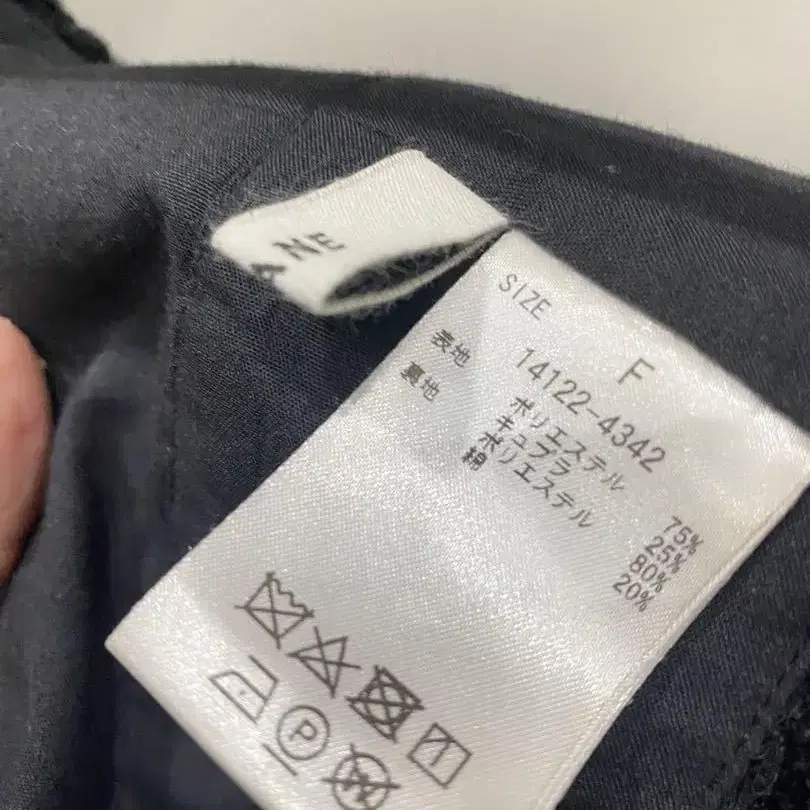 ANE
SIZE
F
14122-4342
表地 ポリエステル 75%
キュプラ 25%
裏地 ポリエステル 80%
綿 20%
P
W